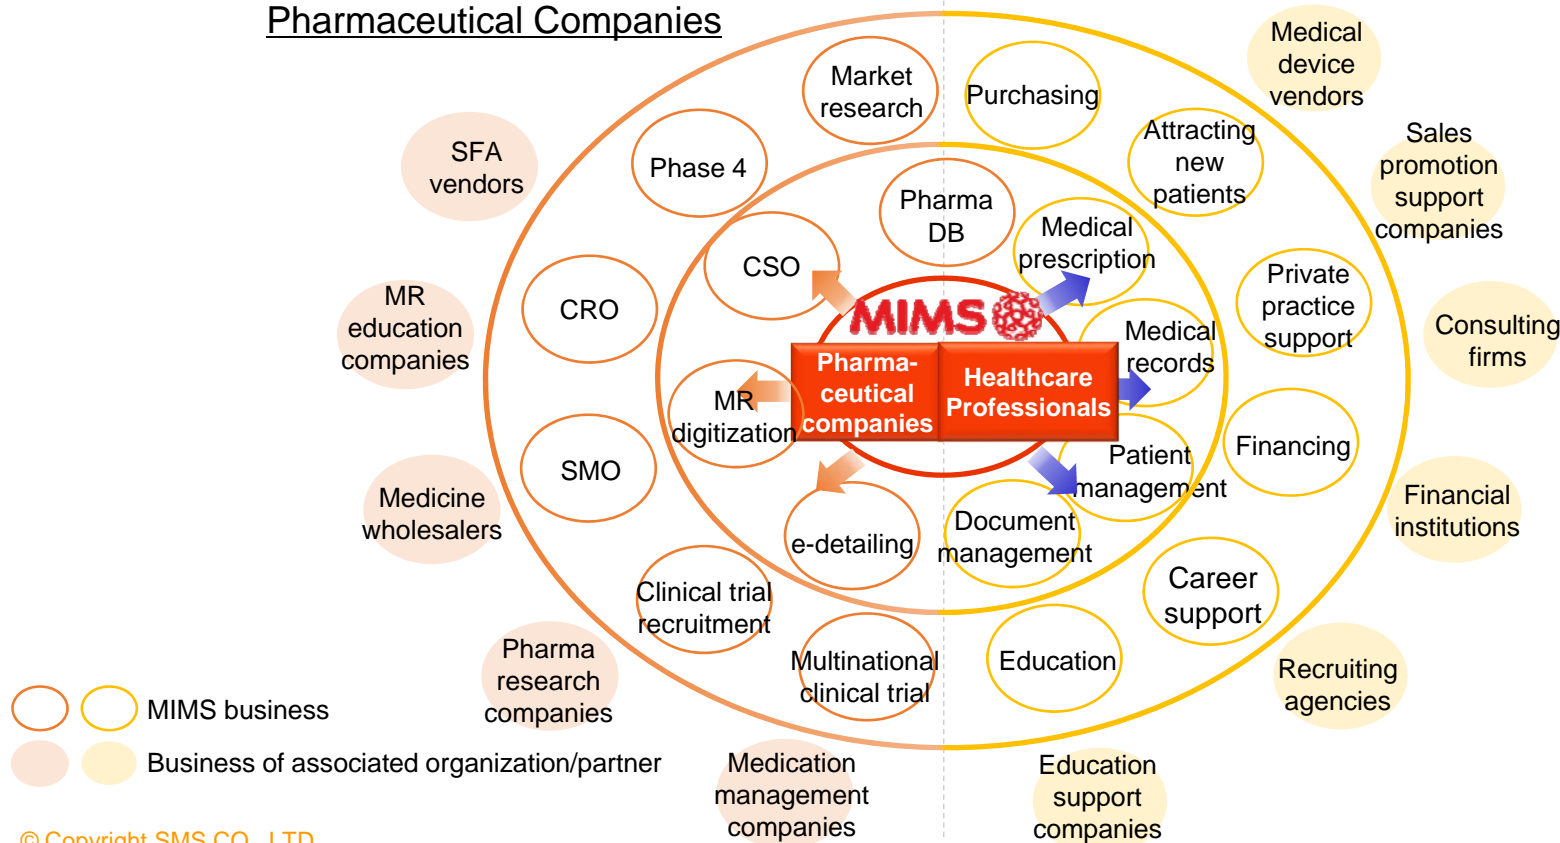 Pharmaceutical Companies
Market
research
Purchasing
Medical
device
vendors
SFA
vendors
Phase 4
Attracting
new
patients
Sales
promotion
support
companies
Pharma
DB
Medical
prescription
CSO
MR
education
companies
CRO
MIMS
Private
practice
support
Consulting
firms
Medical
records
Pharma-
ceutical
companies
Healthcare
Professionals
MR
digitization
SMO
Patient
management
Financing
Medicine
wholesalers
Financial
institutions
e-detailing
Document
management
Clinical trial
recruitment
Career
support
Pharma
research
companies
Multinational
clinical trial
Education
Recruiting
agencies
MIMS business
Business of associated organization/partner
Medication
management
companies
Education
support
companies
© Copyright SMS CO., LTD